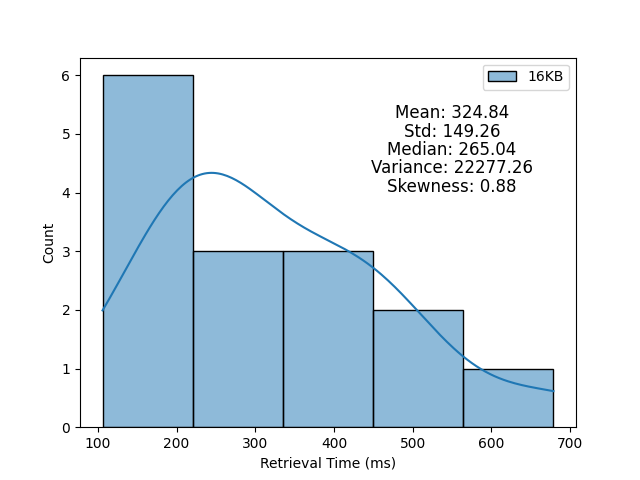 16KB
Mean: 324.84
Std: 149.26
Median: 265.04
Variance: 22277.26
Skewness: 0.88
Count
6
5
4
3
2
1
0
100 200 300 400 500 600 700
Retrieval Time (ms)